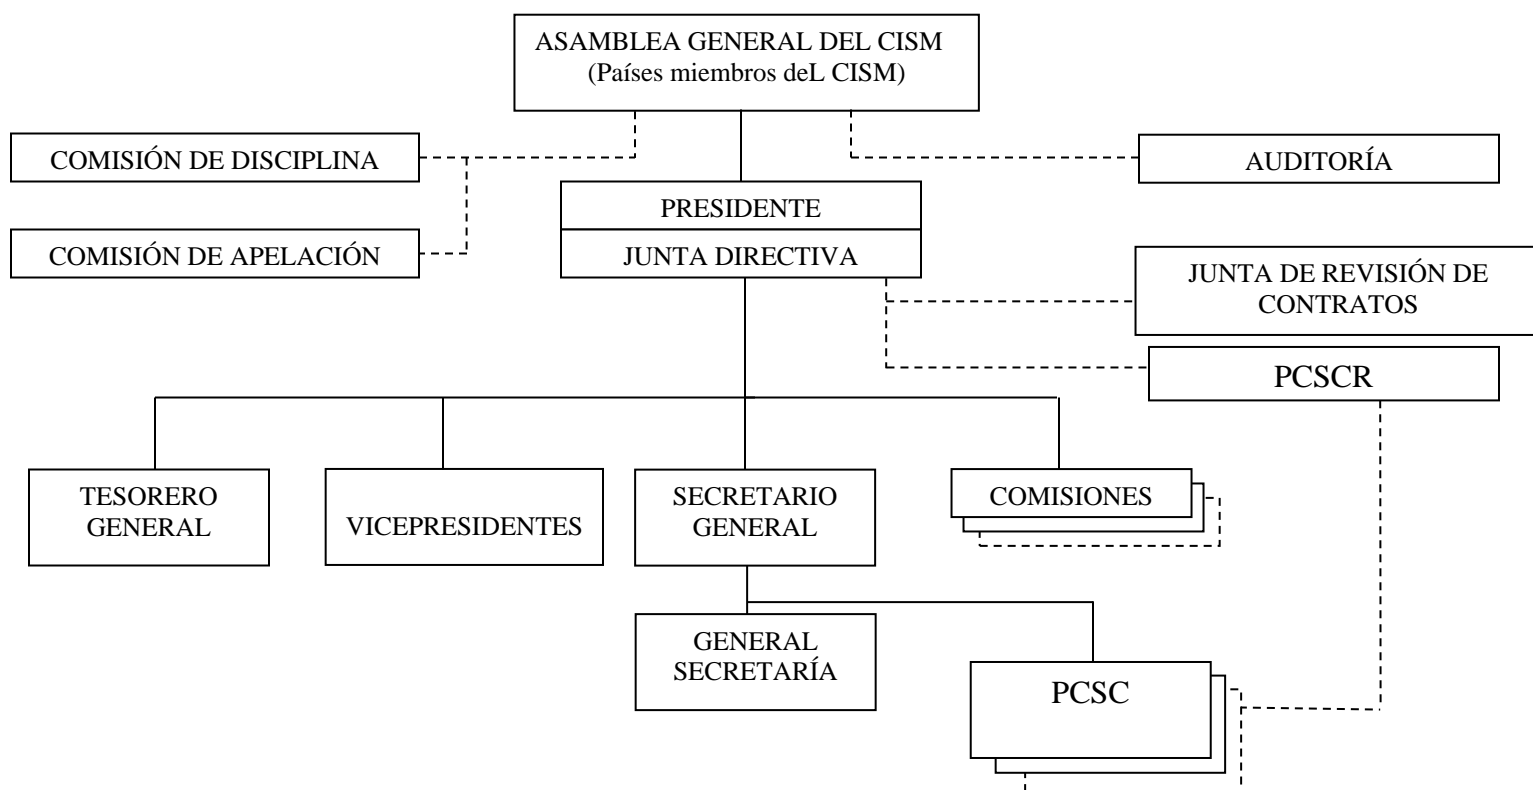 ASAMBLEA GENERAL DEL CISM
(Países miembros deL CISM)
COMISIÓN DE DISCIPLINA
AUDITORÍA
PRESIDENTE
COMISIÓN DE APELACIÓN
JUNTA DIRECTIVA
JUNTA DE REVISIÓN DE
CONTRATOS
PCSCR
TESORERO
GENERAL
VICEPRESIDENTES
SECRETARIO
GENERAL
COMISIONES
GENERAL
SECRETARÍA
PCSC